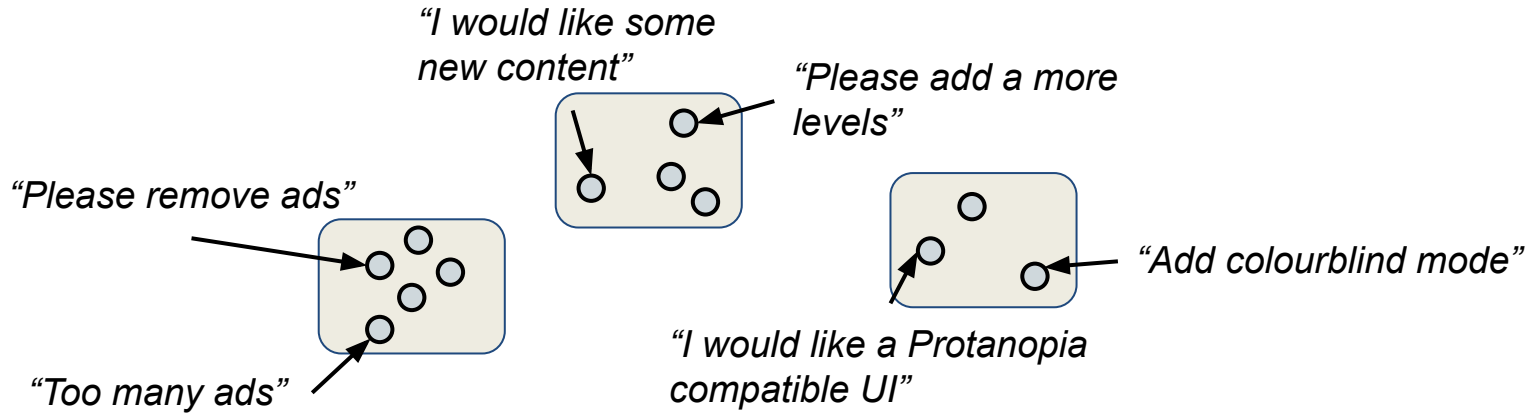 “I would like some
new content”
“Please add a more
levels”
“Please remove ads”
“Add colourblind mode”
“I would like a Protanopia
compatible UI”
“Too many ads”